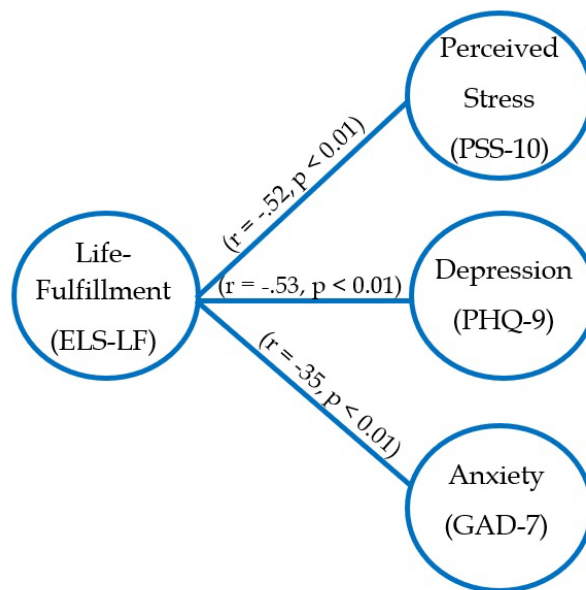 Perceived
Stress
(PSS-10)
(r = -.52, p < 0.01)
Life-
Fulfillment
(ELS-LF)
(r = -.53, p < 0.01)
Depression
(PHQ-9)
(r = -35, p < 0.01)
Anxiety
(GAD-7)